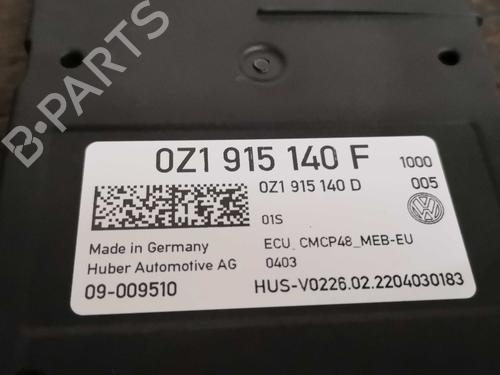 B-PARTS
0Z1 915 140 F
1000
0Z1 915 140 D
005
01S
Made in Germany
ECU_CMCP48_MEB-EU
Huber Automotive AG
0403
09-009510
HUS-V0226.02.2204030183